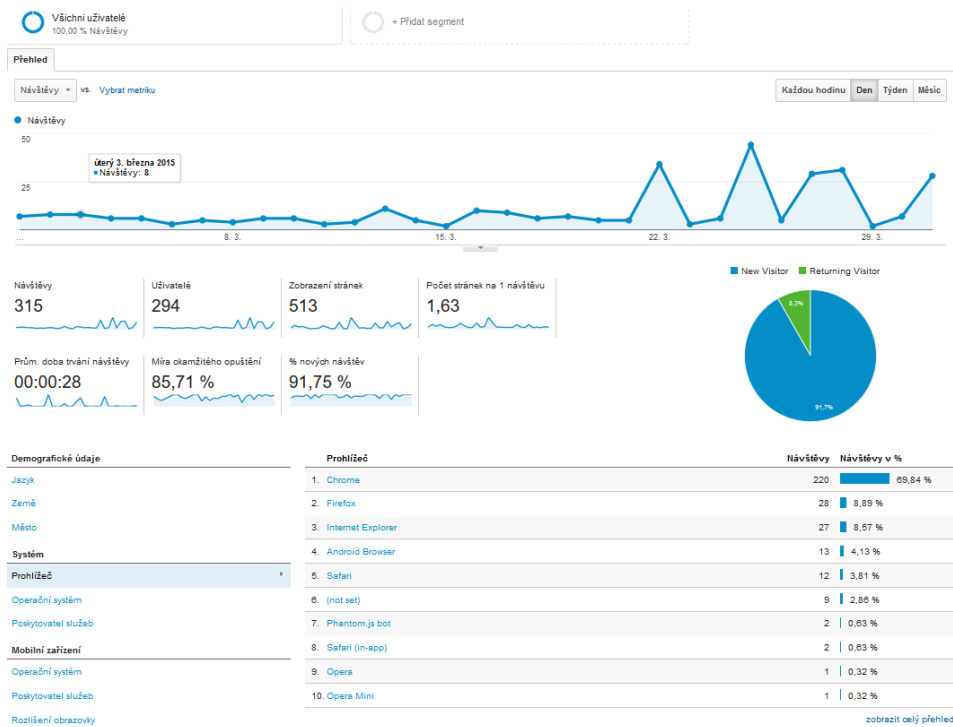 Všichni uživatelé
100,00 % Návštěvy
+ Přidat segment
Přehled
Návštěvy vs. Vybrat metriku
Každou hodinu Den Týden Měsíc
Návštěvy
50
úterý 3. března 2015
Návštěvy: 8
25
... 8. 3. 15. 3. 22. 3. 29. 3.
New Visitor Returning Visitor
Návštěvy Uživatelé Zobrazení stránek Počet stránek na 1 návštěvu
315 294 513 1,63
8,3%
Prům. doba trvání návštěvy Míra okamžitého opuštění % nových návštěv
00:00:28 85,71 % 91,75 %
91,7%
Demografické údaje
Jazyk
Země
Město
Systém
Prohlížeč
Operační systém
Poskytovatel služeb
Mobilní zařízení
Operační systém
Poskytovatel služeb
Rozlišení obrazovky
Prohlížeč Návštěvy Návštěvy v %
1. Chrome 220 69,84 %
2. Firefox 28 8,89 %
3. Internet Explorer 27 8,57 %
4. Android Browser 13 4,13 %
5. Safari 12 3,81 %
6. (not set) 9 2,86 %
7. Phantom.js bot 2 0,63 %
8. Safari (in-app) 2 0,63 %
9. Opera 1 0,32 %
10. Opera Mini 1 0,32 %
zobrazit celý přehled